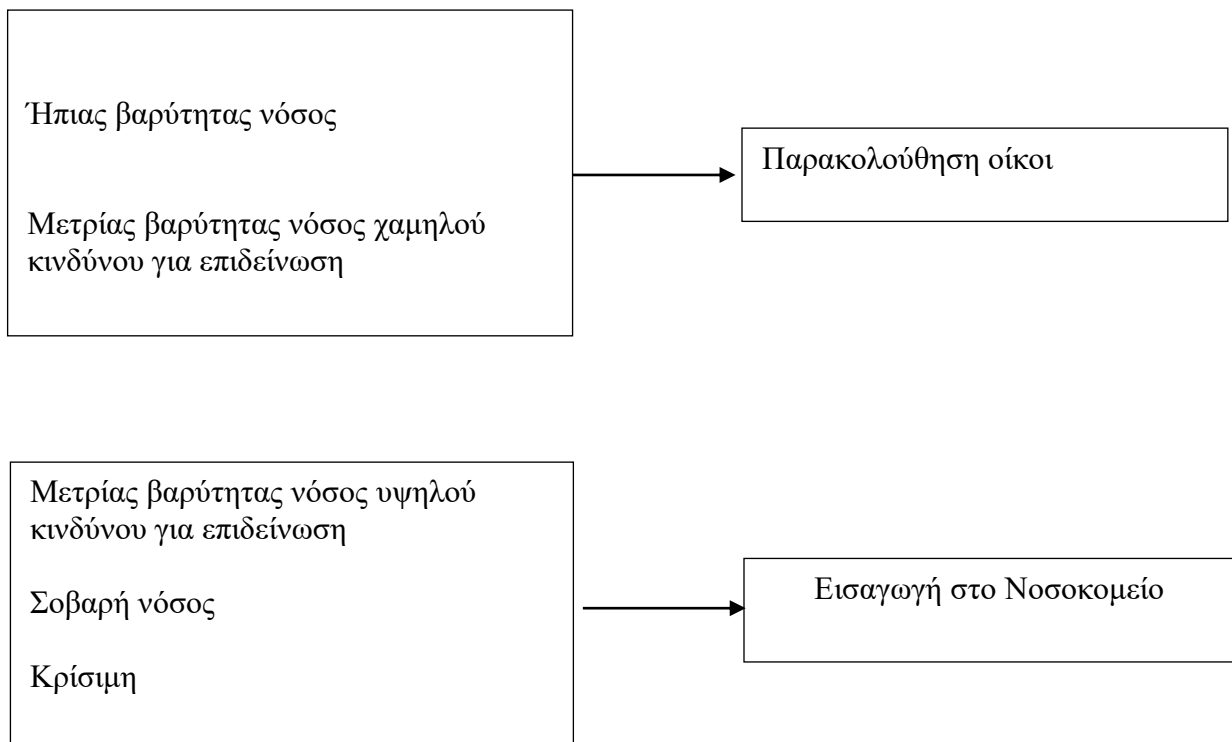 Ήπιας βαρύτητας νόσος
Μετρίας βαρύτητας νόσος χαμηλού
κινδύνου για επιδείνωση
Παρακολούθηση οίκοι
Μετρίας βαρύτητας νόσος υψηλού
κινδύνου για επιδείνωση
Σοβαρή νόσος
Κρίσιμη
Εισαγωγή στο Νοσοκομείο